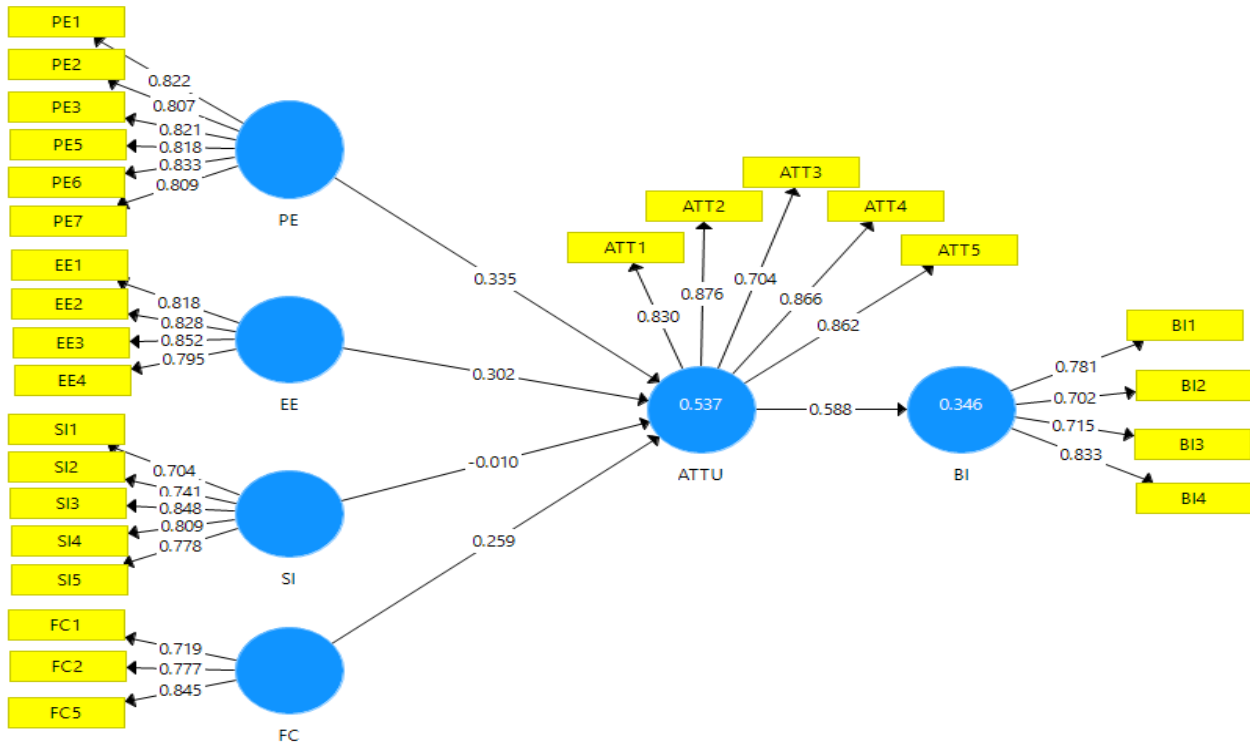 PE1
PE2
PE3
PE5
PE6
PE7
0.822
0.807
0.821
0.818
0.833
0.809
PE
EE1
EE2
EE3
EE4
0.818
0.828
0.852
0.795
EE
SI1
SI2
SI3
SI4
SI5
0.704
0.741
0.848
0.809
0.778
SI
FC1
FC2
FC5
0.719
0.777
0.845
FC
0.335
0.302
-0.010
0.259
ATT1
ATT2
ATT3
ATT4
ATT5
0.830
0.876
0.704
0.866
0.862
0.537
ATTU
0.588
0.346
BI
0.781
0.702
0.715
0.833
BI1
BI2
BI3
BI4